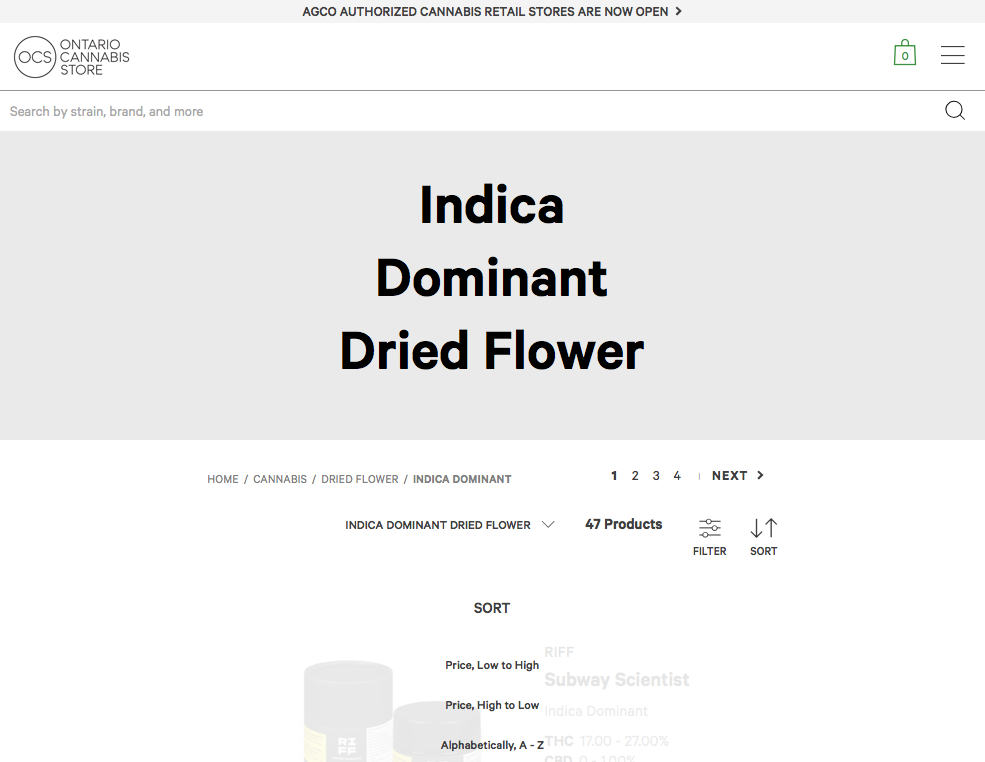 AGCO AUTHORIZED CANNABIS RETAIL STORES ARE NOW OPEN
OCS
ONTARIO
CANNABIS
STORE
0
Search by strain, brand, and more
Indica
Dominant
Dried Flower
HOME / CANNABIS / DRIED FLOWER / INDICA DOMINANT
1 2 3 4 NEXT
INDICA DOMINANT DRIED FLOWER
47 Products
FILTER
SORT
SORT
RIFF
Price, Low to High
Subway Scientist
Price, High to Low
Indica Dominant
Alphabetically, A - Z
THC 17.00 - 27.00%
CBD 0 - 1.00%
RI
FF